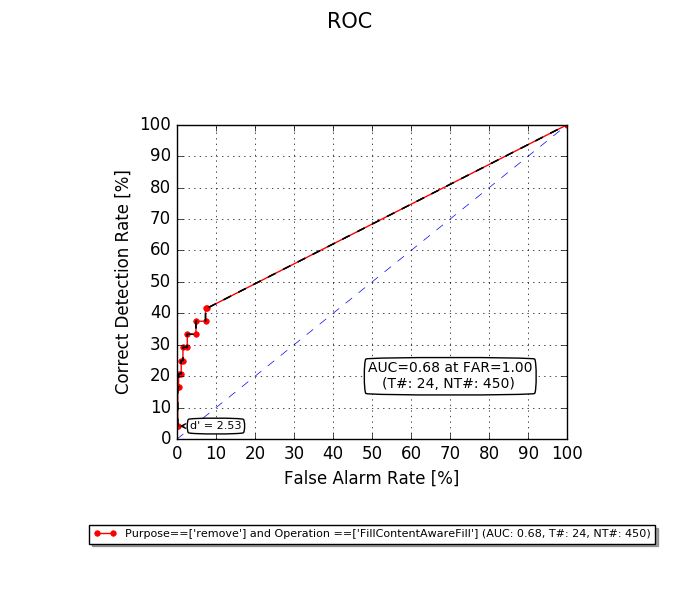 ROC
Correct Detection Rate [%]
100
90
80
70
60
50
40
30
20
10
0
AUC=0.68 at FAR=1.00
(T#: 24, NT#: 450)
d' = 2.53
0 10 20 30 40 50 60 70 80 90 100
False Alarm Rate [%]
Purpose==['remove'] and Operation ==['FillContentAwareFill'] (AUC: 0.68, T#: 24, NT#: 450)